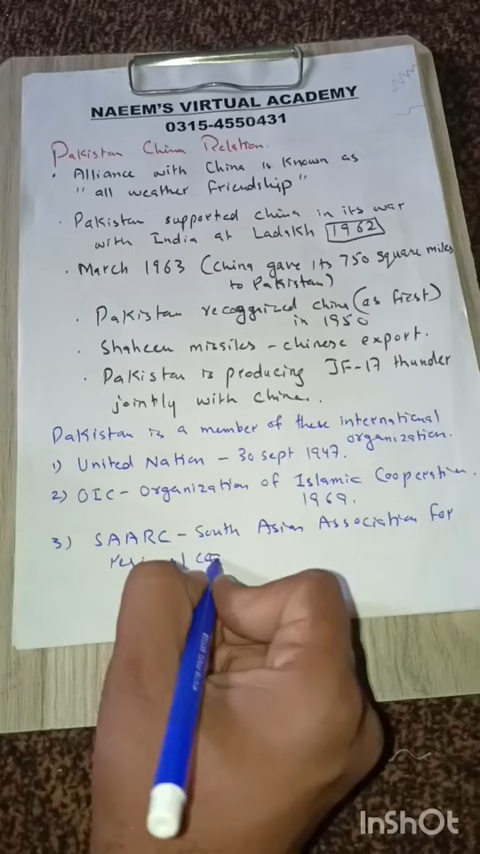 NAEEM'S VIRTUAL ACADEMY
0315-4550431
Pakistan China Relation.
• Alliance with China is known as
"all weather friendship"
• Pakistan supported china in its war
with India at Ladakh 1962
• March 1963 (China gave its 750 square miles
to Pakistan)
• Pakistan recognized china (as first)
in 1950
• Shaheen missiles - chinese export.
• Pakistan is producing JF-17 thunder
jointly with china.
Pakistan is a member of these international
organization.
1) United Nation - 30 sept 1947.
2) OIC - Organization of Islamic Cooperation.
1969.
3) SAARC - South Asian Association for
InShOt